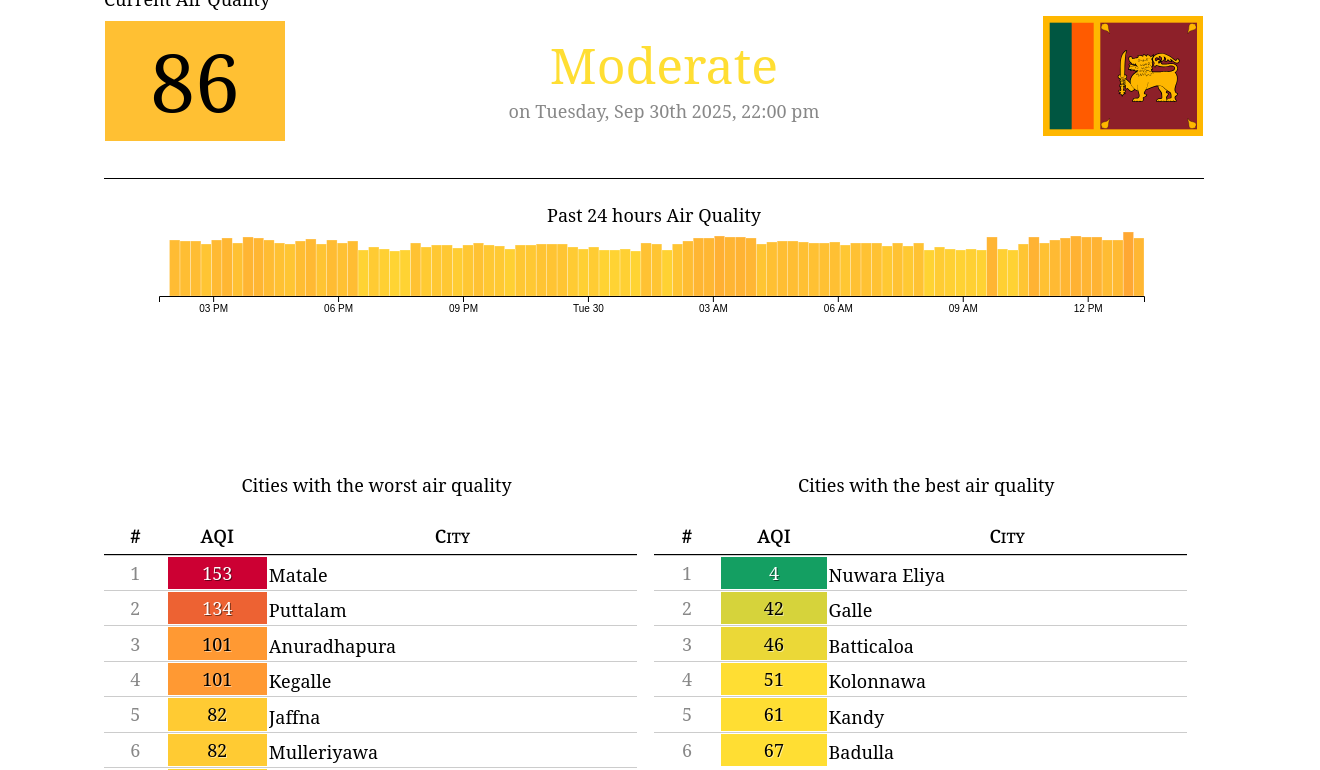 Current Air Quality
86
Moderate
on Tuesday, Sep 30th 2025, 22:00 pm
Past 24 hours Air Quality
03 PM 06 PM 09 PM Tue 30 03 AM 06 AM 09 AM 12 PM
Cities with the worst air quality
# AQI City
1 153 Matale
2 134 Puttalam
3 101 Anuradhapura
4 101 Kegalle
5 82 Jaffna
6 82 Mulleriyawa
Cities with the best air quality
# AQI City
1 4 Nuwara Eliya
2 42 Galle
3 46 Batticaloa
4 51 Kolonnawa
5 61 Kandy
6 67 Badulla